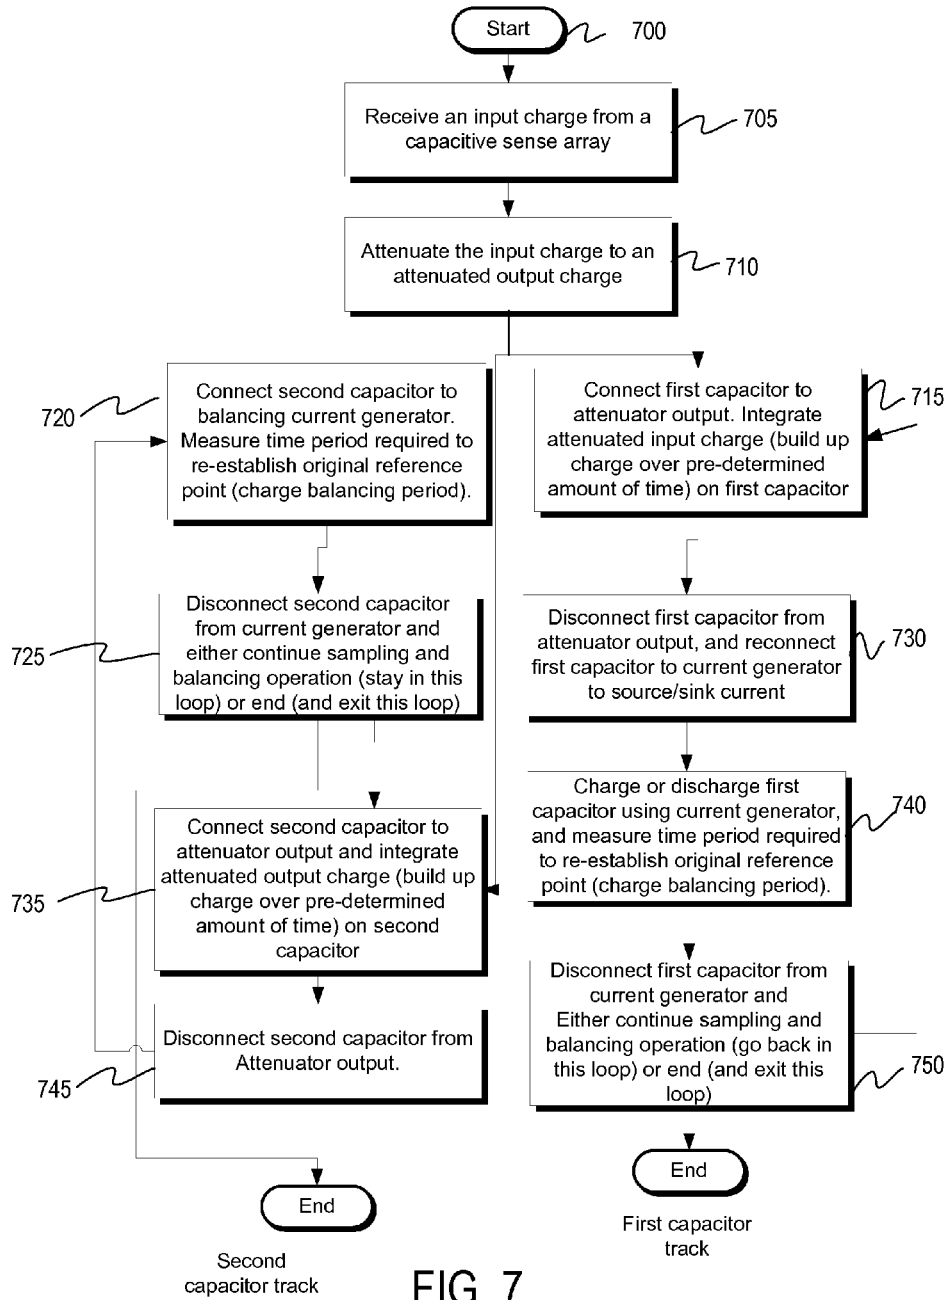 Start
700
Receive an input charge from a
capacitive sense array
705
Attenuate the input charge to an
attenuated output charge
710
720
Connect second capacitor to
balancing current generator.
Measure time period required to
re-establish original reference
point (charge balancing period).
Connect first capacitor to
attenuator output. Integrate
attenuated input charge (build up
charge over pre-determined
amount of time) on first capacitor
715
725
Disconnect second capacitor
from current generator and
either continue sampling and
balancing operation (stay in this
loop) or end (and exit this loop)
Disconnect first capacitor from
attenuator output, and reconnect
first capacitor to current generator
to source/sink current
730
735
Connect second capacitor to
attenuator output and integrate
attenuated output charge (build up
charge over pre-determined
amount of time) on second
capacitor
Charge or discharge first
capacitor using current generator,
and measure time period required
to re-establish original reference
point (charge balancing period).
740
745
Disconnect second capacitor from
Attenuator output.
Disconnect first capacitor from
current generator and
Either continue sampling and
balancing operation (go back in
this loop) or end (and exit this
loop)
750
End
End
First capacitor
track
Second
capacitor track
FIG 7